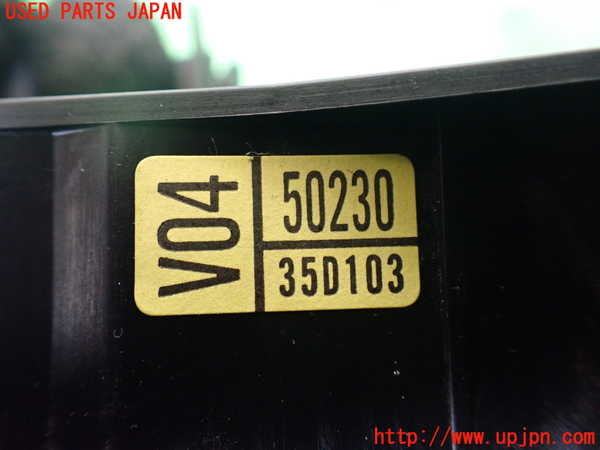 USED PARTS JAPAN
V04
50230
35D103
http://www.upjpn.com/